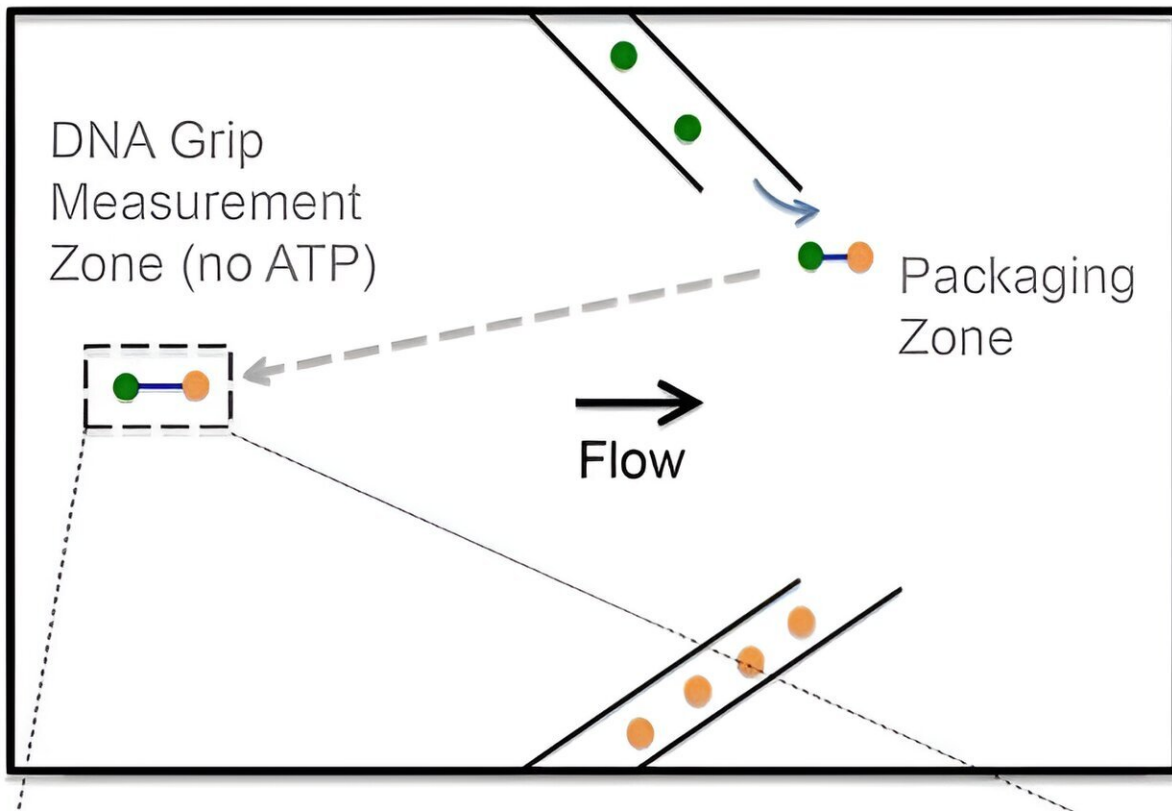 DNA Grip
Measurement
Zone (no ATP)
Packaging
Zone
Flow